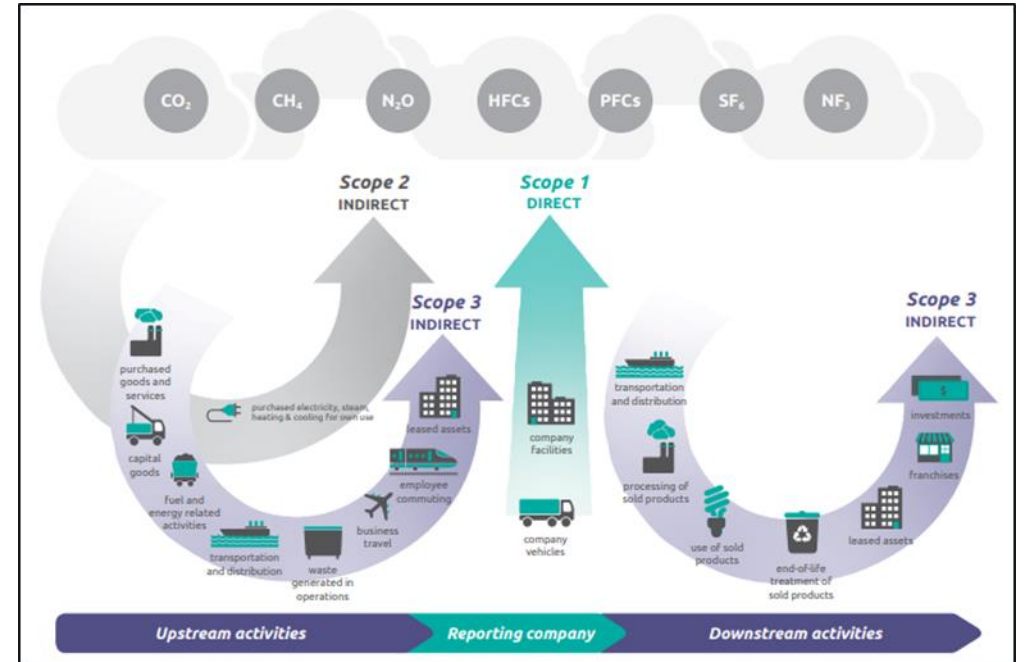 CO₂
CH₄
N₂O
HFCs
PFCs
SF₆
NF₃
Scope 2
INDIRECT
Scope 1
DIRECT
Scope 3
INDIRECT
Scope 3
INDIRECT
purchased
goods and
services
capital
goods
fuel and
energy related
activities
transportation
and distribution
waste
generated in
operations
business
travel
employee
commuting
leased assets
purchased electricity, steam,
heating & cooling for own use
company
facilities
company
vehicles
transportation
and distribution
processing of
sold products
use of sold
products
end-of-life
treatment of
sold products
leased assets
franchises
$
investments
Upstream activities
Reporting company
Downstream activities